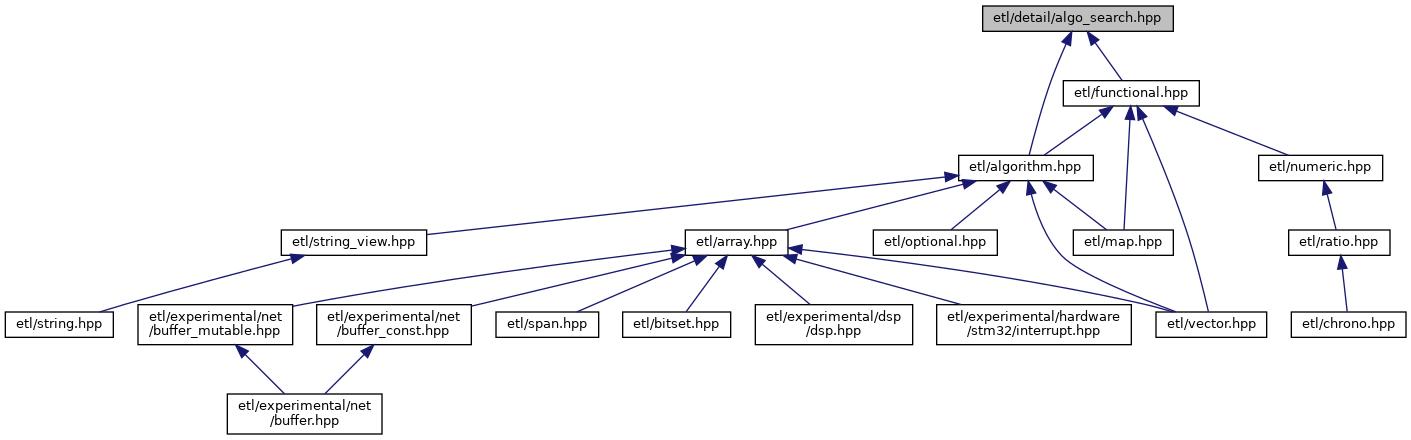 etl/detail/algo_search.hpp
etl/functional.hpp
etl/algorithm.hpp
etl/numeric.hpp
etl/string_view.hpp
etl/array.hpp
etl/optional.hpp
etl/map.hpp
etl/ratio.hpp
etl/string.hpp
etl/experimental/net
/buffer_mutable.hpp
etl/experimental/net
/buffer_const.hpp
etl/span.hpp
etl/bitset.hpp
etl/experimental/dsp
/dsp.hpp
etl/experimental/hardware
/stm32/interrupt.hpp
etl/vector.hpp
etl/chrono.hpp
etl/experimental/net
/buffer.hpp